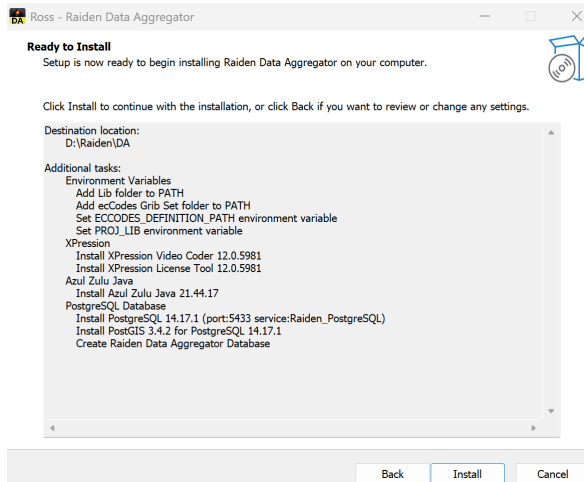 DA
Ross - Raiden Data Aggregator
Ready to Install
Setup is now ready to begin installing Raiden Data Aggregator on your computer.
Click Install to continue with the installation, or click Back if you want to review or change any settings.
Destination location:
D:\Raiden\DA
Additional tasks:
Environment Variables
Add Lib folder to PATH
Add ecCodes Grib Set folder to PATH
Set ECCODES_DEFINITION_PATH environment variable
Set PROJ_LIB environment variable
XPression
Install XPression Video Coder 12.0.5981
Install XPression License Tool 12.0.5981
Azul Zulu Java
Install Azul Zulu Java 21.44.17
PostgreSQL Database
Install PostgreSQL 14.17.1 (port:5433 service:Raiden_PostgreSQL)
Install PostGIS 3.4.2 for PostgreSQL 14.17.1
Create Raiden Data Aggregator Database
Back
Install
Cancel